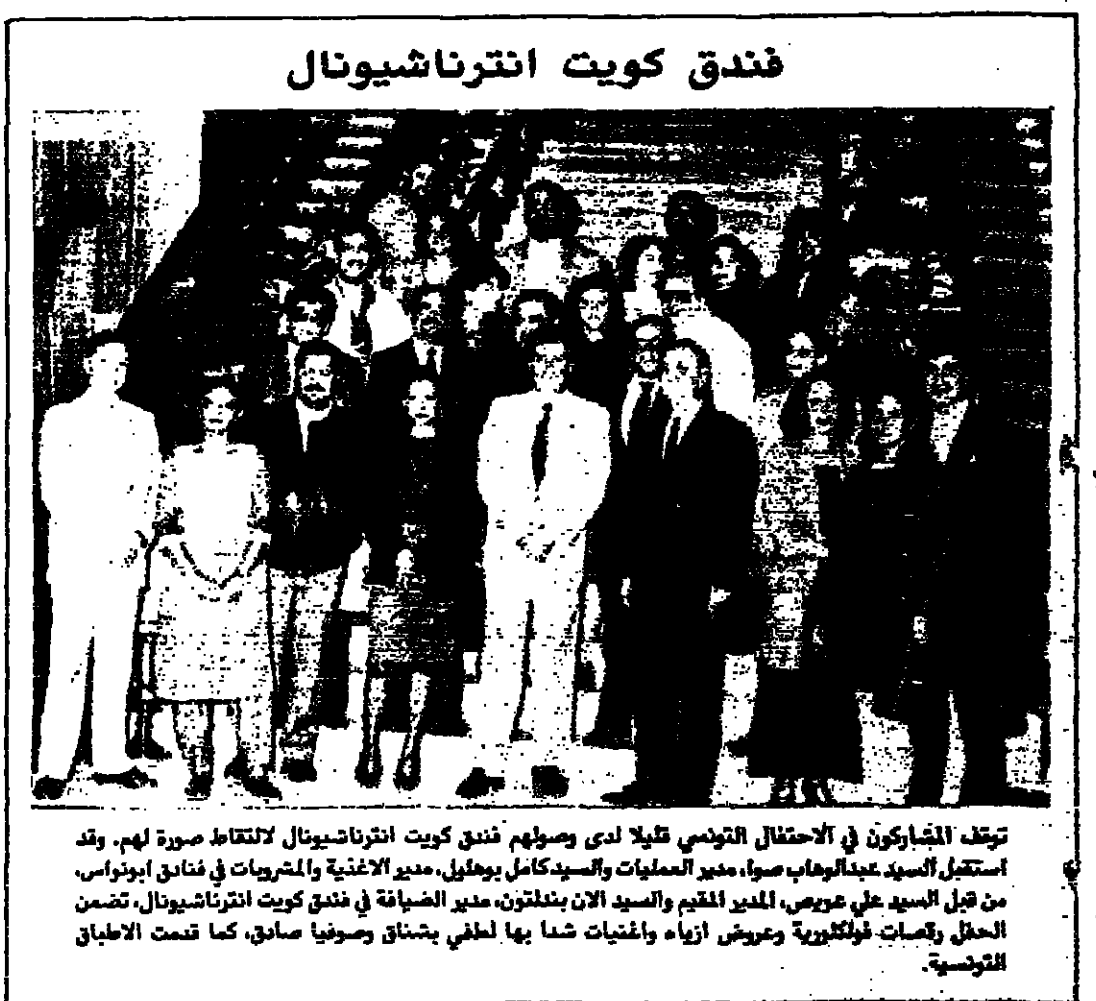 فندق كويت انترناشيونال
توقف المشاركون في الاحتفال التونسي قليلا لدى وصولهم فندق كويت انترناشيونال لالتقاط صورة لهم. وقد
استقبل السيد عبدالوهاب صوا، مدير العمليات والسيد كامل بوهليل، مدير الاغذية والمشروبات في فنادق ابونواس،
من قبل السيد علي عويص، المدير المقيم والسيد الان بندلتون، مدير الضيافة في فندق كويت انترناشيونال، تضمن
الحفل رقصات فولكلورية وعروض ازياء واغنيات شدا بها لطفي بشناق وصوفيا صادق، كما قدمت الاطباق
التونسية.